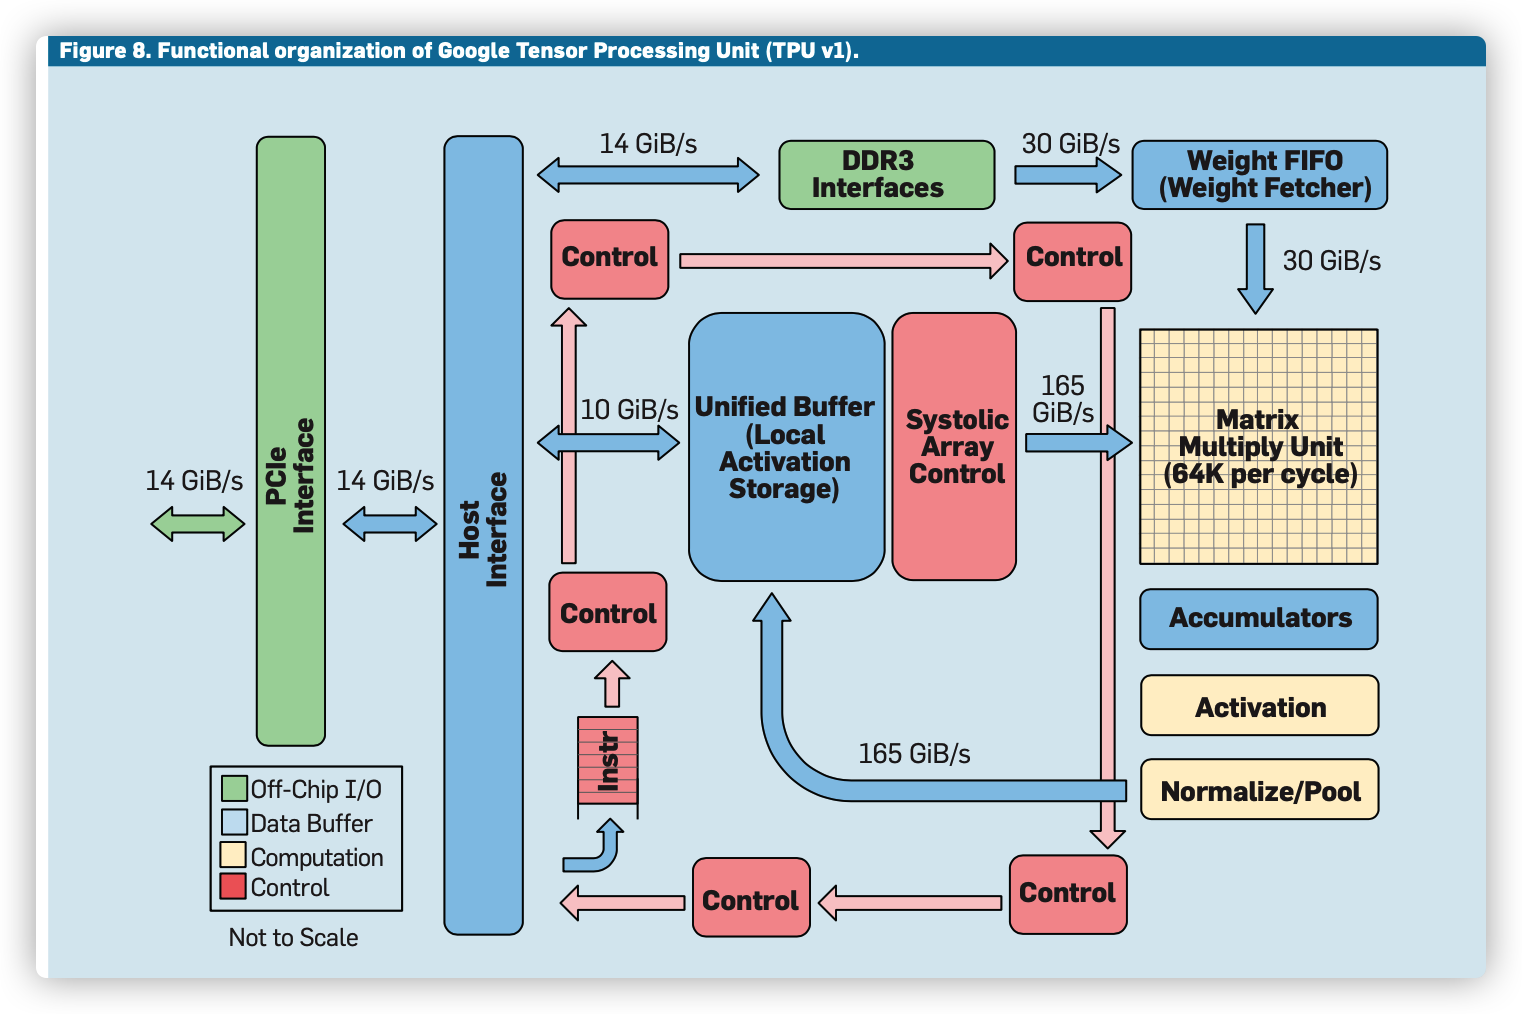 Figure 8. Functional organization of Google Tensor Processing Unit (TPU v1).
14 GiB/s
DDR3
Interfaces
30 GiB/s
Weight FIFO
(Weight Fetcher)
Control
Control
30 GiB/s
10 GiB/s
Unified Buffer
(Local
Activation
Storage)
Systolic
Array
Control
165
GiB/s
Matrix
Multiply Unit
(64K per cycle)
14 GiB/s
PCIe
Interface
14 GiB/s
Host
Interface
Control
Accumulators
Activation
Instr
165 GiB/s
Normalize/Pool
Off-Chip I/O
Data Buffer
Computation
Control
Control
Control
Not to Scale